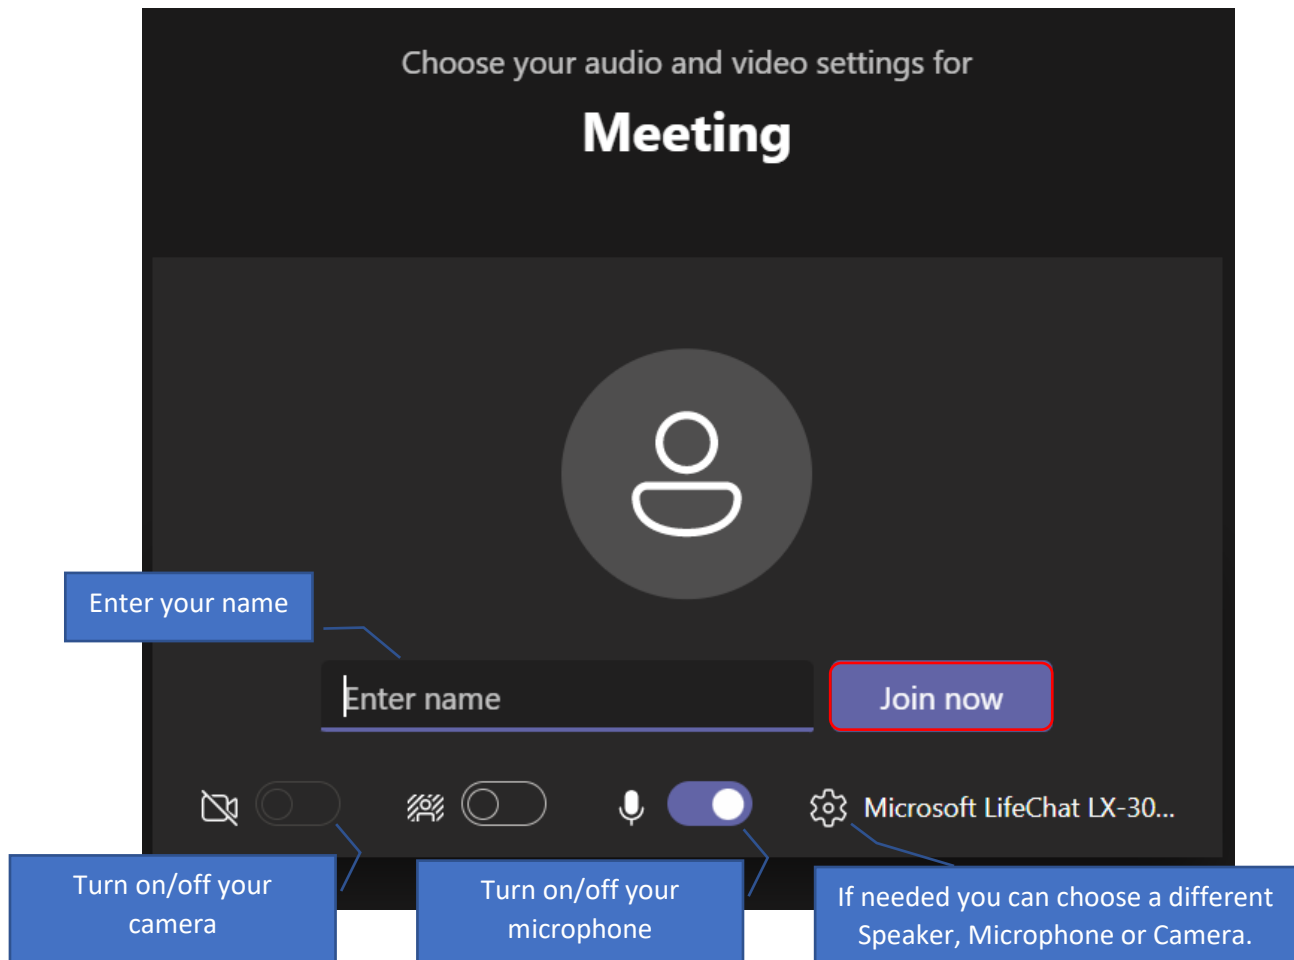 Choose your audio and video settings for
Meeting
Enter your name
Enter name
Join now
Microsoft LifeChat LX-30...
Turn on/off your
camera
Turn on/off your
microphone
If needed you can choose a different
Speaker, Microphone or Camera.